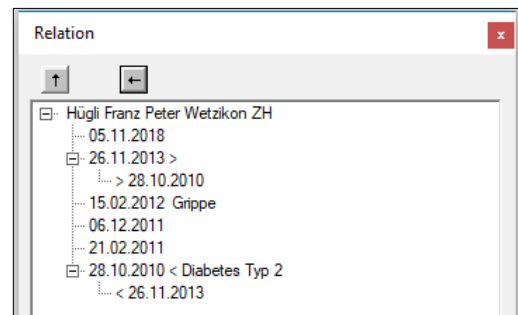 Relation
x
↑ ←
Hügli Franz Peter Wetzikon ZH
05.11.2018
26.11.2013 >
> 28.10.2010
15.02.2012 Grippe
06.12.2011
21.02.2011
28.10.2010 < Diabetes Typ 2
< 26.11.2013